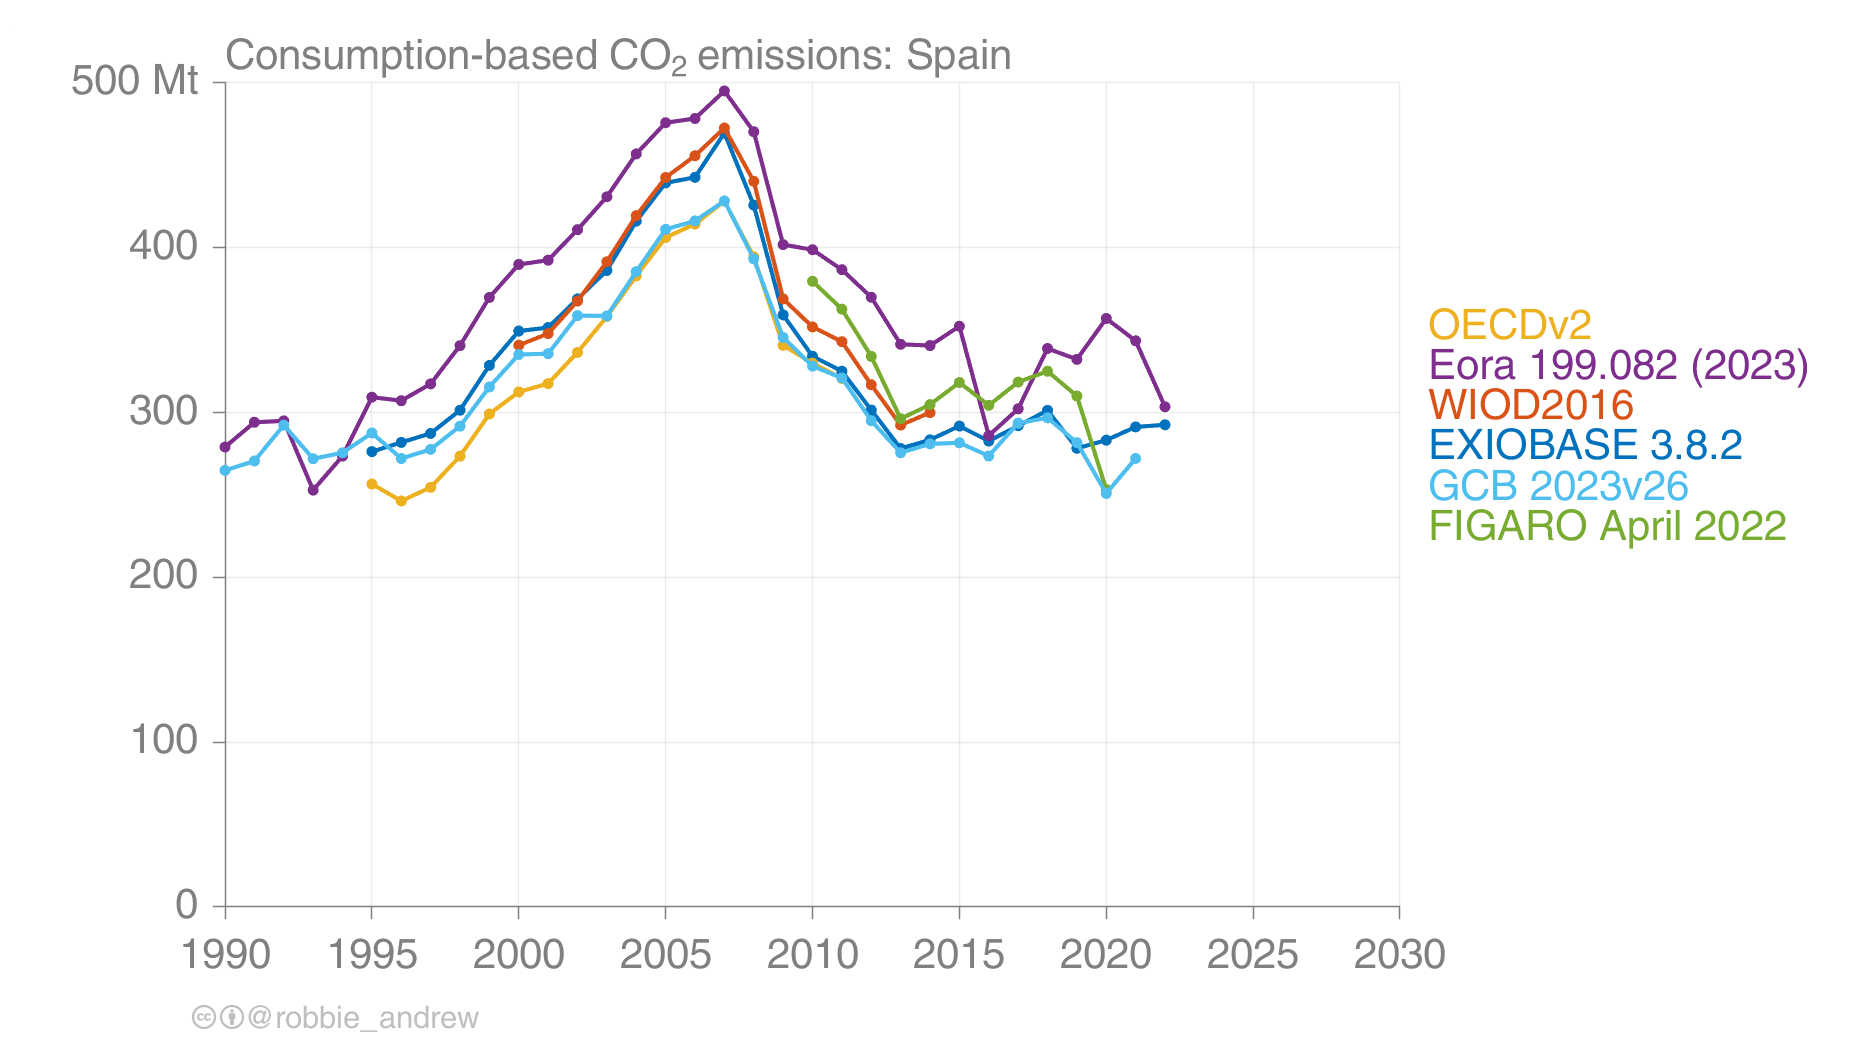 Consumption-based CO₂ emissions: Spain
500 Mt
400
300
200
100
0
1990 1995 2000 2005 2010 2015 2020 2025 2030
OECDv2
Eora 199.082 (2023)
WIOD2016
EXIOBASE 3.8.2
GCB 2023v26
FIGARO April 2022
cc @robbie_andrew